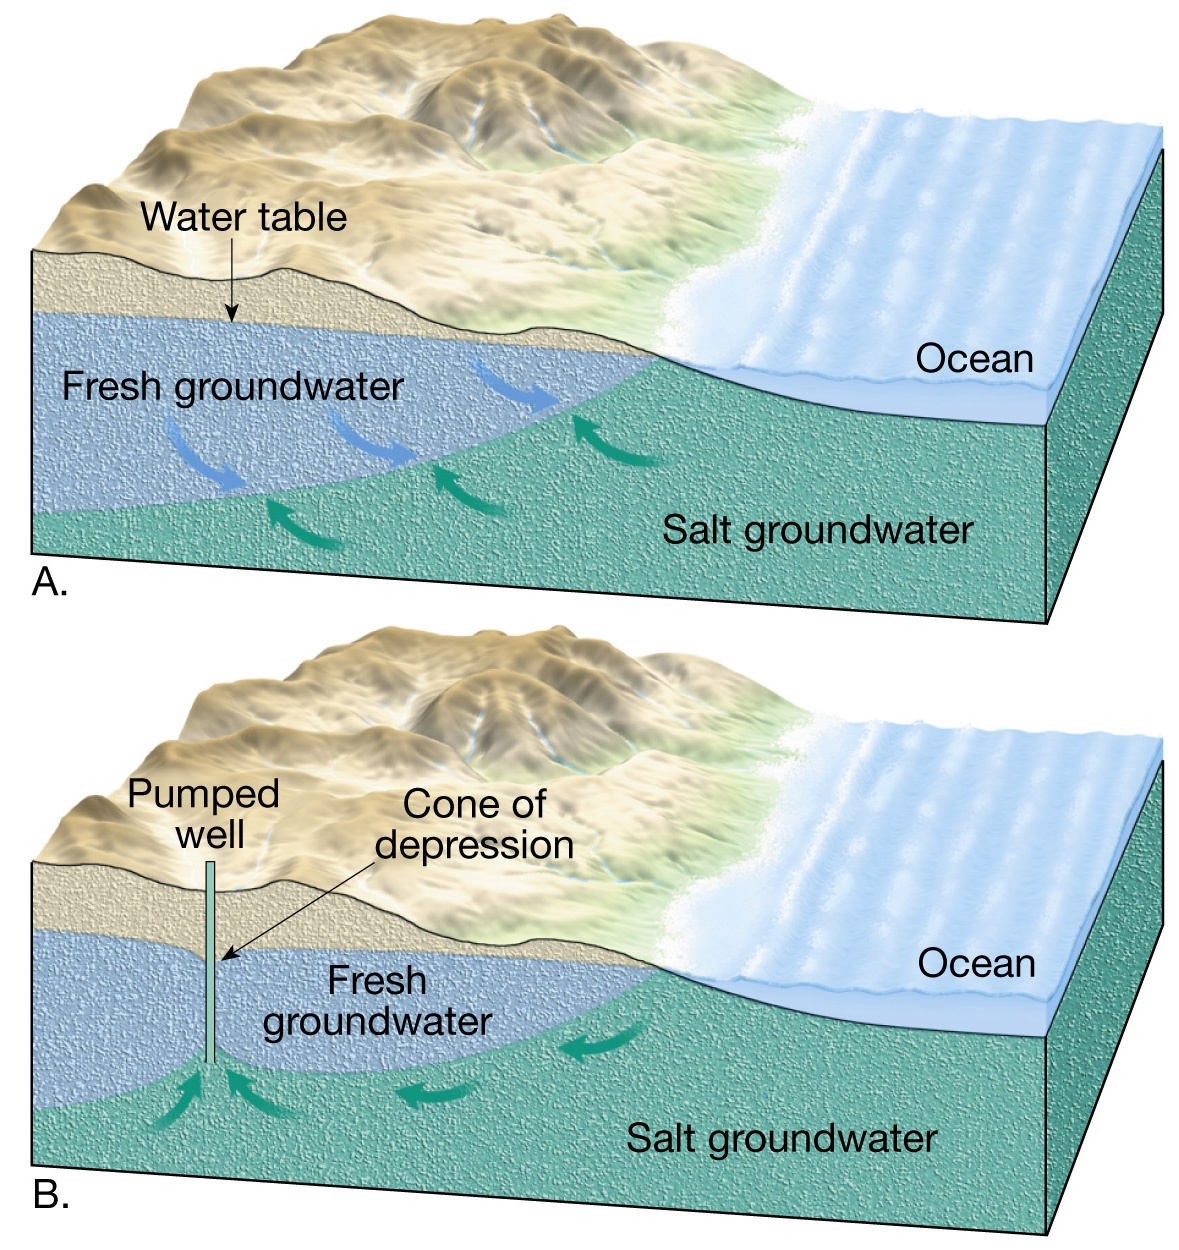 Water table
Fresh groundwater
Ocean
Salt groundwater
A.
Pumped
well
Cone of
depression
Fresh
groundwater
Ocean
Salt groundwater
B.